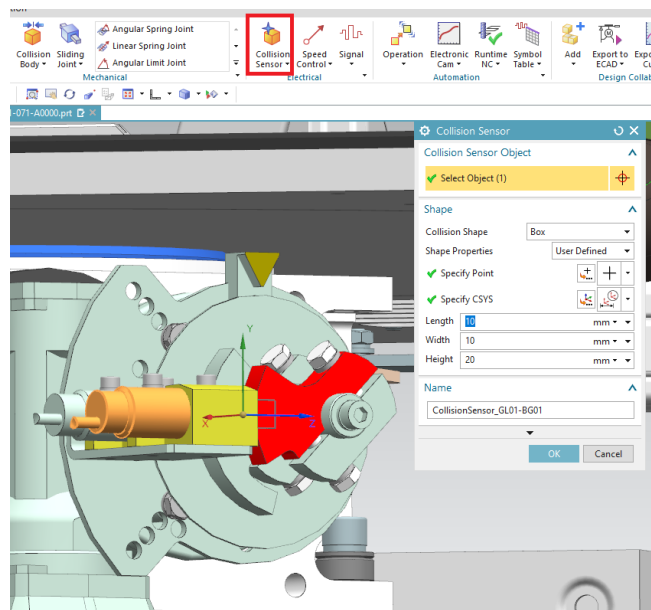 Angular Spring Joint
Linear Spring Joint
Angular Limit Joint
Collision Body
Sliding Joint
Collision Sensor
Speed Control
Signal
Operation
Electronic Cam
Runtime NC
Symbol Table
Add
Export to ECAD
Mechanical
Electrical
Automation
Design Collab
-071-A0000.prt
Collision Sensor
Collision Sensor Object
Select Object (1)
Shape
Collision Shape Box
Shape Properties User Defined
Specify Point
Specify CSYS
Length 10 mm
Width 10 mm
Height 20 mm
Name
CollisionSensor_GL01-BG01
OK Cancel
Y
X Z